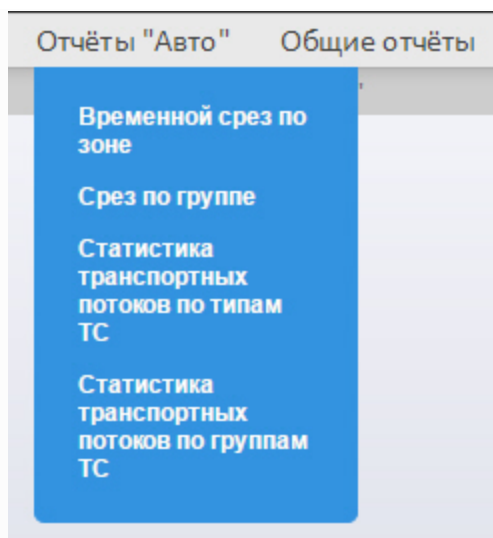 Отчёты "Авто" Общие отчёты
Временной срез по
зоне
Срез по группе
Статистика
транспортных
потоков по типам
ТС
Статистика
транспортных
потоков по группам
ТС